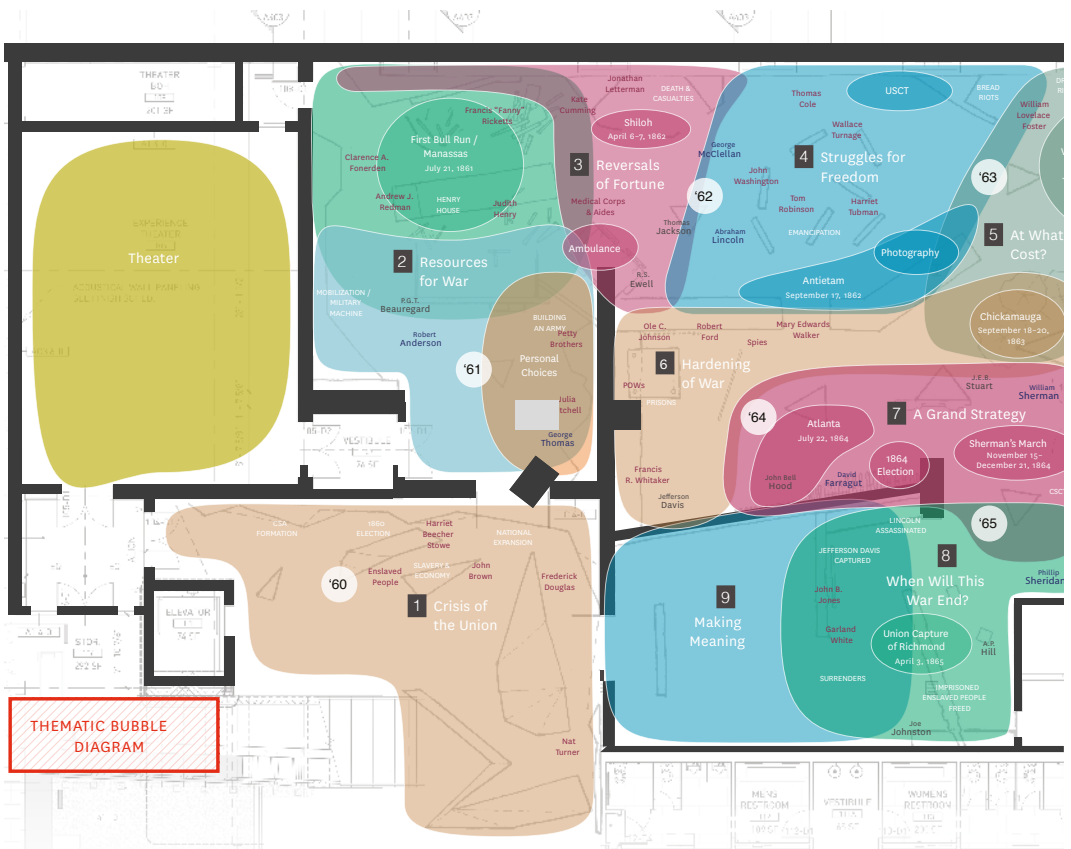 THEATER
Theater
THEMATIC BUBBLE
DIAGRAM
First Bull Run /
Manassas
July 21, 1861
HENRY
HOUSE
Francis "Fanny"
Ricketts
Clarence A.
Fonerden
Andrew J.
Redman
Judith
Henry
2 Resources
for War
MOBILIZATION /
MILITARY
MACHINE
P.G.T.
Beauregard
Robert
Anderson
BUILDING
AN ARMY
Petty
Brothers
Personal
Choices
'61
Julia
George
Thomas
Jonathan
Letterman
Kate
Cumming
DEATH &
CASUALTIES
Shiloh
April 6-7, 1862
3 Reversals
of Fortune
Medical Corps
& Aides
Ambulance
George
McClellan
'62
Thomas
Jackson
R.S.
Ewell
Abraham
Lincoln
Thomas
Cole
USCT
BREAD
RIOTS
Wallace
Turnage
4 Struggles for
Freedom
John
Washington
Tom
Robinson
Harriet
Tubman
EMANCIPATION
Photography
Antietam
September 17, 1862
William
Lovelace
Foster
'63
5 At What
Cost?
Chickamauga
September 18–20,
1863
Ole C.
Johnson
Robert
Ford
Mary Edwards
Walker
Spies
6 Hardening
of War
POWs
PRISONS
Francis
R. Whitaker
Jefferson
Davis
'64
J.E.B.
Stuart
William
Sherman
7 A Grand Strategy
Atlanta
July 22, 1864
John Bell
Hood
David
Farragut
1864
Election
Sherman's March
November 15–
December 21, 1864
LINCOLN
ASSASSINATED
'65
JEFFERSON DAVIS
CAPTURED
8
When Will This
War End?
Phillip
Sheridan
John B.
Jones
Garland
White
Union Capture
of Richmond
April 3, 1865
A.P.
Hill
SURRENDERS
IMPRISONED
ENSLAVED PEOPLE
FREED
Joe
Johnston
9
Making
Meaning
CSA
FORMATION
1860
ELECTION
Harriet
Beecher
Stowe
NATIONAL
EXPANSION
'60
Enslaved
People
SLAVERY &
ECONOMY
John
Brown
Frederick
Douglas
1 Crisis of
the Union
Nat
Turner
ELEVATOR
STOR.
VESTIBULE
MENS
RESTROOM
VESTIBULE
WOMENS
RESTROOM